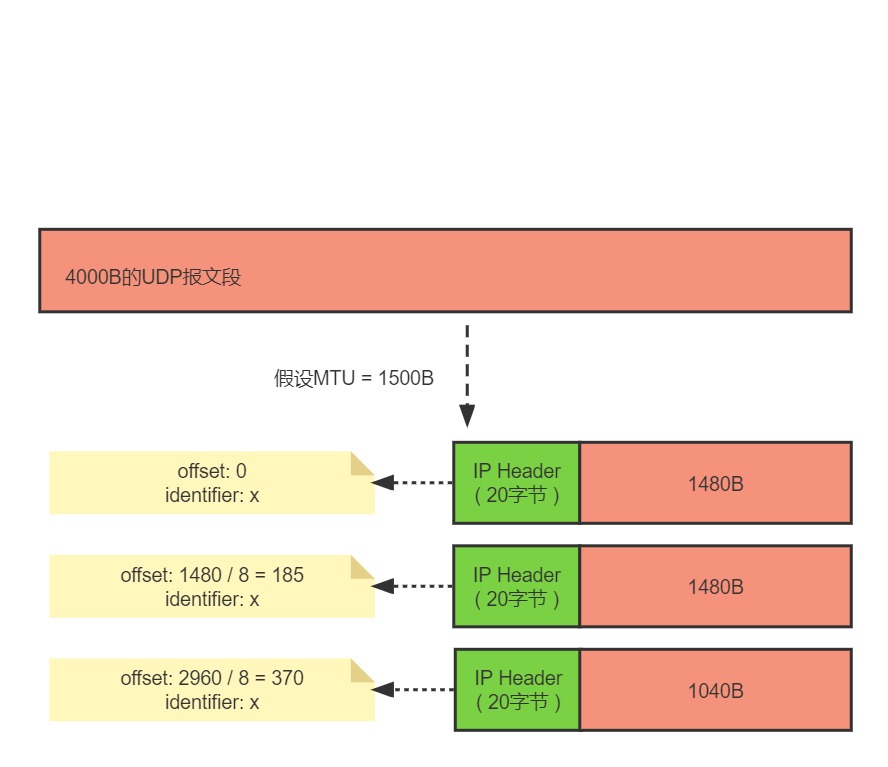 4000B的UDP报文段
假设MTU = 1500B
offset: 0
identifier: x
IP Header
( 20字节 )
1480B
offset: 1480 / 8 = 185
identifier: x
IP Header
( 20字节 )
1480B
offset: 2960 / 8 = 370
identifier: x
IP Header
( 20字节 )
1040B